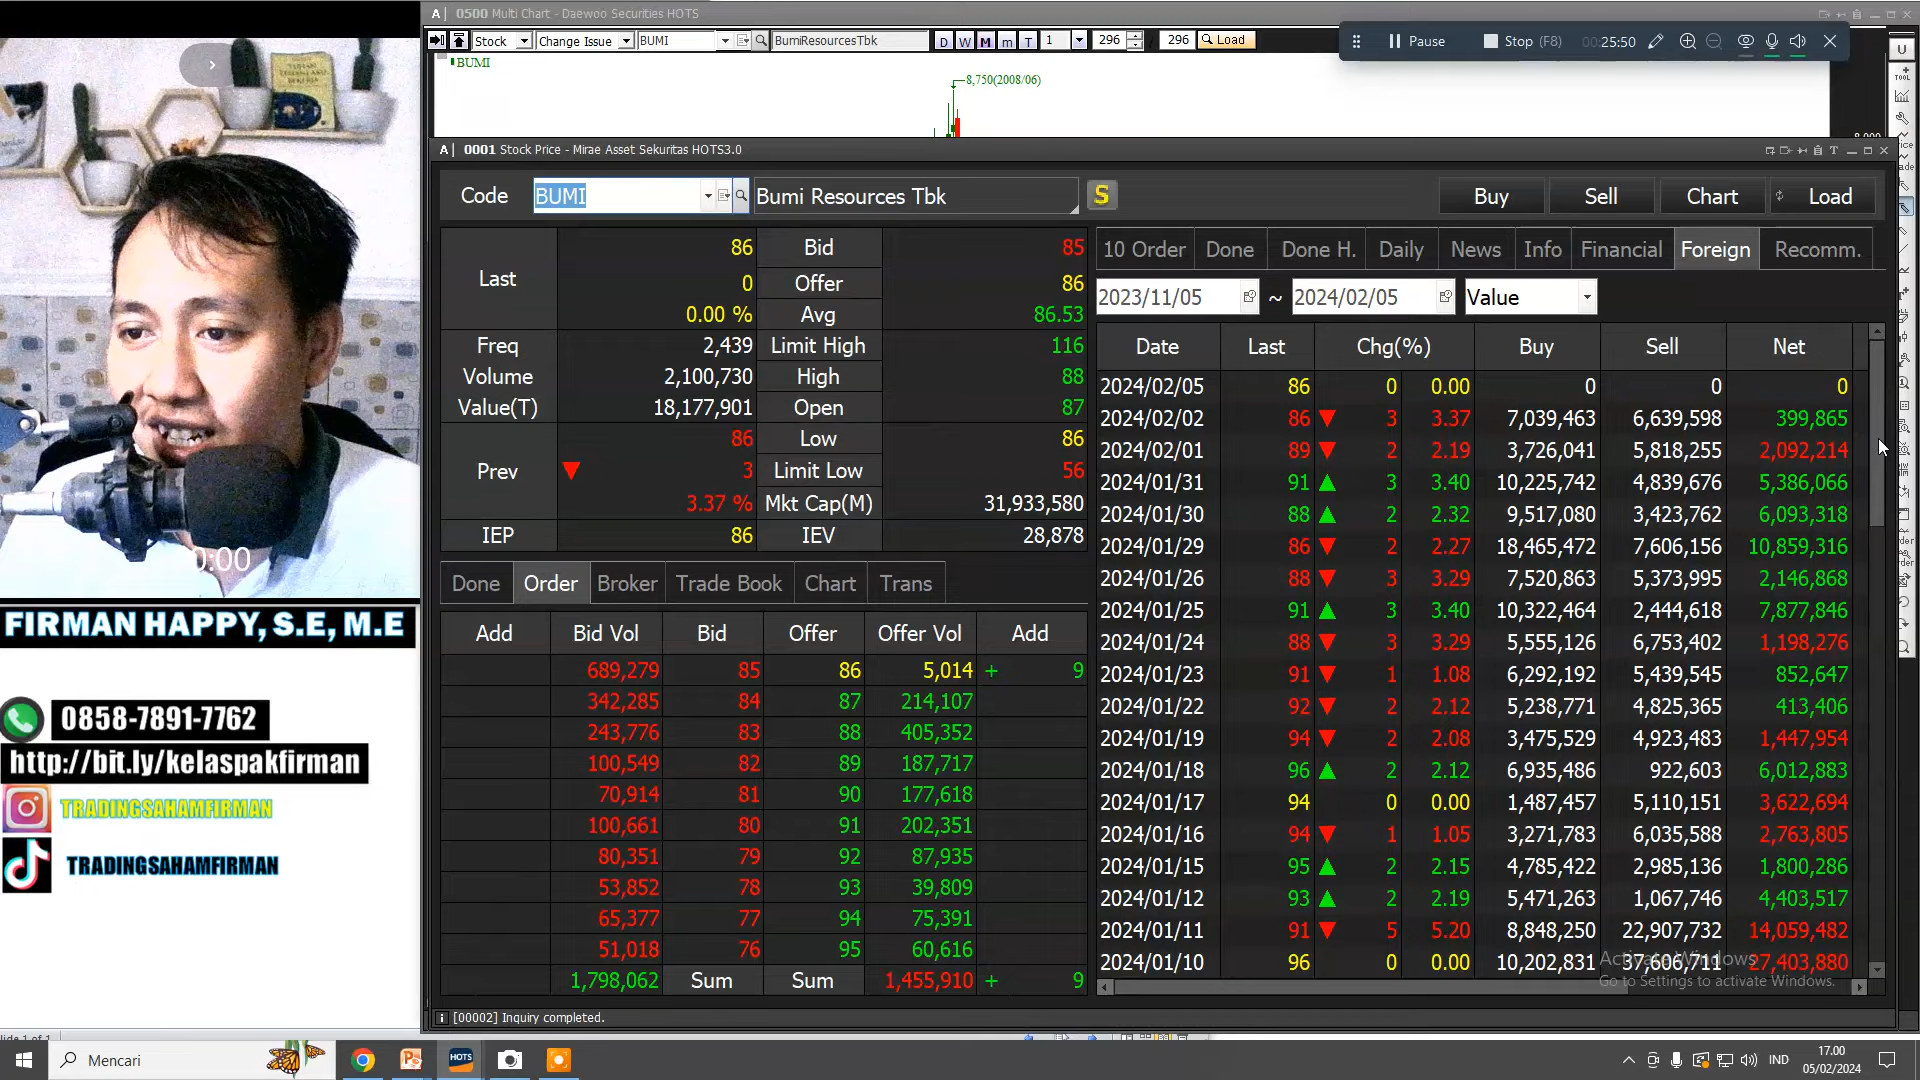 A| 0500 Multi Chart - Daewoo Securities HOTS
Stock Change Issue BUMI BumiResourcesTbk D W M m T 1 296 296 Load
Pause Stop (F8) 00:25:50
BUMI
8,750(2008/06)
A| 0001 Stock Price - Mirae Asset Sekuritas HOTS3.0
Code BUMI Bumi Resources Tbk S Buy Sell Chart Load
Last 86 Bid 85
0 Offer 86
0.00 % Avg 86.53
Freq 2,439 Limit High 116
Volume 2,100,730 High 88
Value(T) 18,177,901 Open 87
Prev 86 Low 86
▼ 3 Limit Low 56
3.37 % Mkt Cap(M) 31,933,580
IEP 86 IEV 28,878
Done Order Broker Trade Book Chart Trans
Add Bid Vol Bid Offer Offer Vol Add
689,279 85 86 5,014 + 9
342,285 84 87 214,107
243,776 83 88 405,352
100,549 82 89 187,717
70,914 81 90 177,618
100,661 80 91 202,351
80,351 79 92 87,935
53,852 78 93 39,809
65,377 77 94 75,391
51,018 76 95 60,616
1,798,062 Sum Sum 1,455,910 + 9
10 Order Done Done H. Daily News Info Financial Foreign Recomm.
2023/11/05 ~ 2024/02/05 Value
Date Last Chg(%) Buy Sell Net
2024/02/05 86 0 0.00 0 0 0
2024/02/02 86 ▼ 3 3.37 7,039,463 6,639,598 399,865
2024/02/01 89 ▼ 2 2.19 3,726,041 5,818,255 2,092,214
2024/01/31 91 ▲ 3 3.40 10,225,742 4,839,676 5,386,066
2024/01/30 88 ▲ 2 2.32 9,517,080 3,423,762 6,093,318
2024/01/29 86 ▼ 2 2.27 18,465,472 7,606,156 10,859,316
2024/01/26 88 ▼ 3 3.29 7,520,863 5,373,995 2,146,868
2024/01/25 91 ▲ 3 3.40 10,322,464 2,444,618 7,877,846
2024/01/24 88 ▼ 3 3.29 5,555,126 6,753,402 1,198,276
2024/01/23 91 ▼ 1 1.08 6,292,192 5,439,545 852,647
2024/01/22 92 ▼ 2 2.12 5,238,771 4,825,365 413,406
2024/01/19 94 ▼ 2 2.08 3,475,529 4,923,483 1,447,954
2024/01/18 96 ▲ 2 2.12 6,935,486 922,603 6,012,883
2024/01/17 94 0 0.00 1,487,457 5,110,151 3,622,694
2024/01/16 94 ▼ 1 1.05 3,271,783 6,035,588 2,763,805
2024/01/15 95 ▲ 2 2.15 4,785,422 2,985,136 1,800,286
2024/01/12 93 ▲ 2 2.19 5,471,263 1,067,746 4,403,517
2024/01/11 91 ▼ 5 5.20 8,848,250 22,907,732 14,059,482
2024/01/10 96 0 0.00 10,202,831 37,606,711 27,403,880
Activate Windows
Go to Settings to activate Windows.
[00002] Inquiry completed.
FIRMAN HAPPY, S.E, M.E
0858-7891-7762
http://bit.ly/kelaspakfirman
TRADINGSAHAMFIRMAN
TRADINGSAHAMFIRMAN
Mencari
HOTS
IND
17.00
05/02/2024